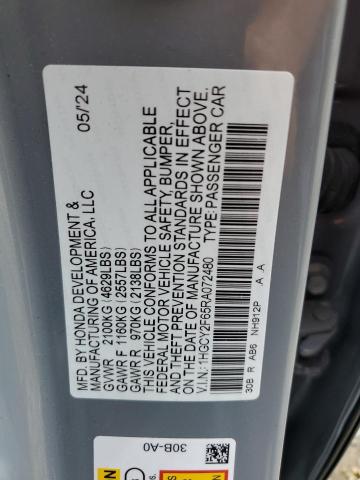 MFD. BY HONDA DEVELOPMENT &
MANUFACTURING OF AMERICA, LLC
05/24
GVWR 2100KG (4629LBS)
GAWR F 1160KG (2557LBS)
GAWR R 970KG (2138LBS)
THIS VEHICLE CONFORMS TO ALL APPLICABLE
FEDERAL MOTOR VEHICLE SAFETY, BUMPER,
AND THEFT PREVENTION STANDARDS IN EFFECT
ON THE DATE OF MANUFACTURE SHOWN ABOVE.
V.I.N.: 1HGCY2F65RA072480 TYPE: PASSENGER CAR
30B R AB6 NH912P A A
30B-A0